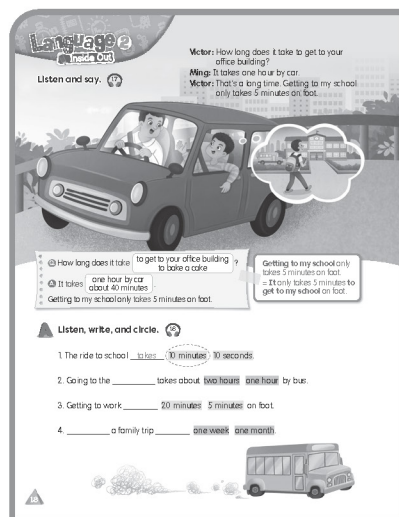 Language 2
Inside Out
Listen and say. 17
Victor: How long does it take to get to your
office building?
Ming: It takes one hour by car.
Victor: That's a long time. Getting to my school
only takes 5 minutes on foot.
Q How long does it take to get to your office building ?
to bake a cake
A It takes one hour by car .
about 40 minutes
Getting to my school only takes 5 minutes on foot.
Getting to my school only
takes 5 minutes on foot.
= It only takes 5 minutes to
get to my school on foot.
A Listen, write, and circle. 18
1. The ride to school takes 10 minutes 10 seconds.
2. Going to the ________ takes about two hours one hour by bus.
3. Getting to work ________ 20 minutes 5 minutes on foot.
4. ________ a family trip ________ one week one month.
18